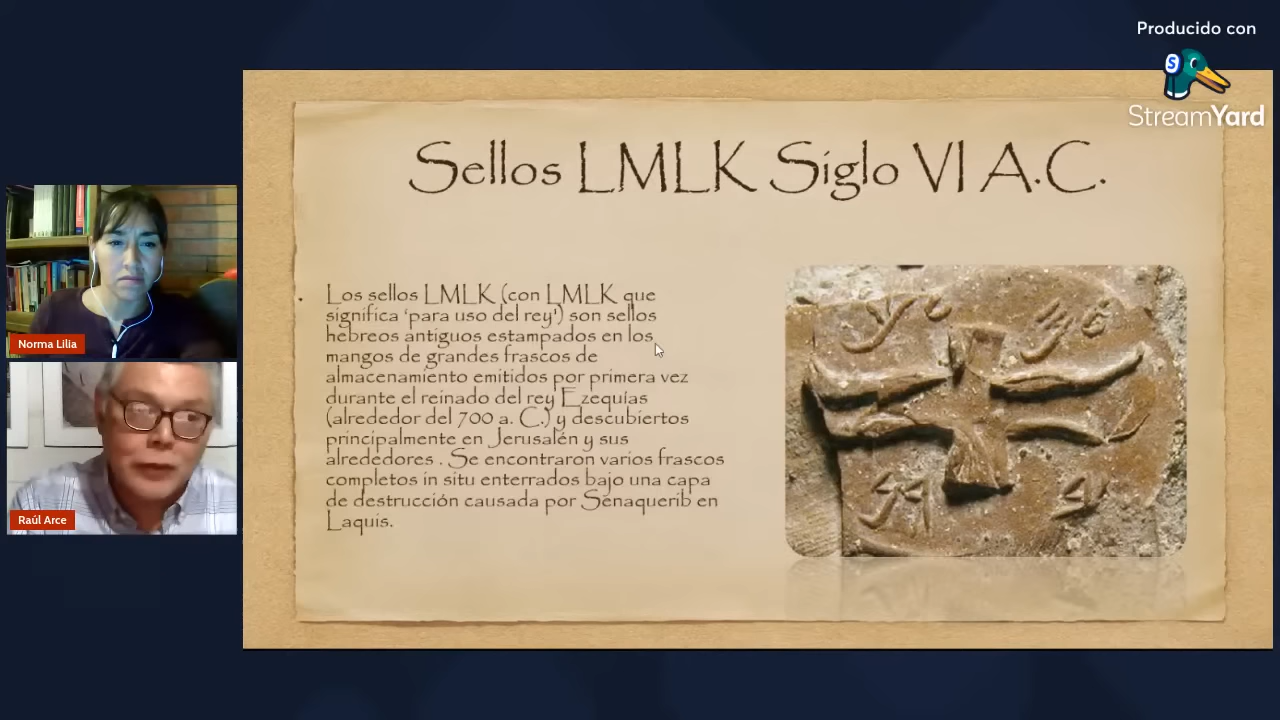 Producido con
StreamYard
Sellos LMLK Siglo VI A.C.
Los sellos LMLK (con LMLK que
significa 'para uso del rey') son sellos
hebreos antiguos estampados en los
mangos de grandes frascos de
almacenamiento emitidos por primera vez
durante el reinado del rey Ezequías
(alrededor del 700 a. C.) y descubiertos
principalmente en Jerusalén y sus
alrededores . Se encontraron varios frascos
completos in situ enterrados bajo una capa
de destrucción causada por Senaquerib en
Laquis.
Norma Lilia
Raúl Arce